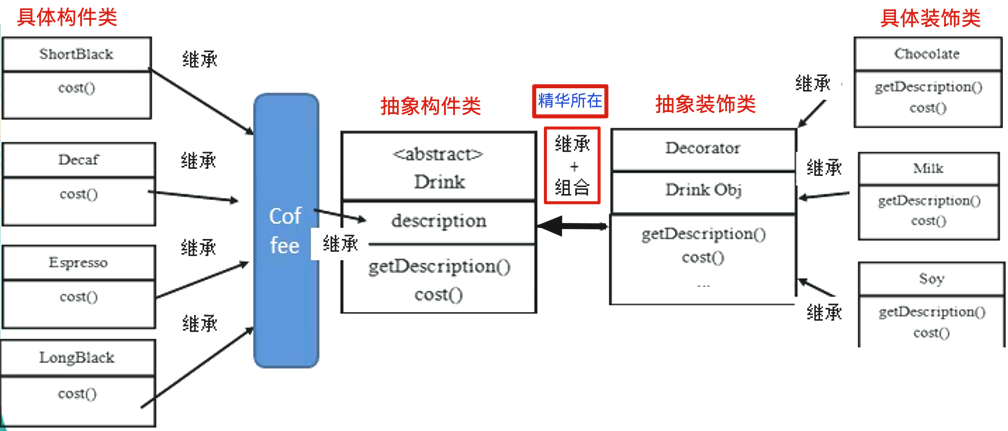 具体构件类
ShortBlack
cost()
继承
Decaf
cost()
继承
Espresso
cost()
继承
LongBlack
cost()
继承
Cof
fee
继承
抽象构件类
<abstract>
Drink
description
getDescription()
cost()
精华所在
继承
+
组合
抽象装饰类
Decorator
Drink Obj
getDescription()
cost()
...
具体装饰类
继承
Chocolate
getDescription()
cost()
继承
Milk
getDescription()
cost()
继承
Soy
getDescription()
cost()